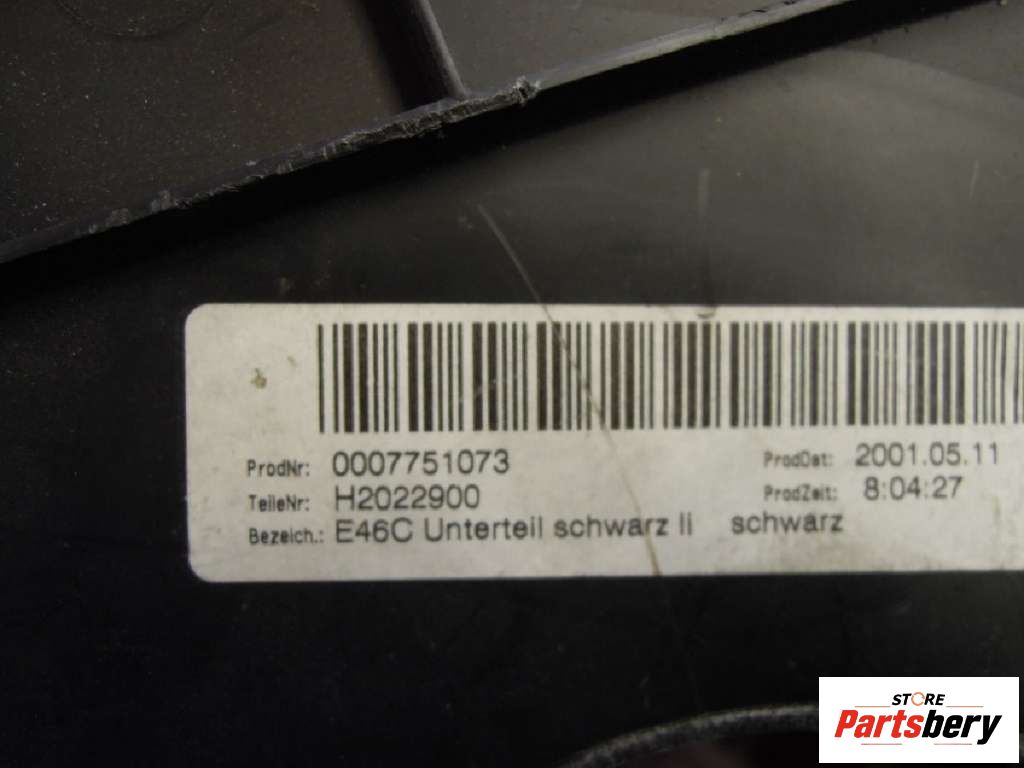 ProdNr: 0007751073 ProdDat: 2001.05.11
TeileNr: H2022900 ProdZeit: 8:04:27
Bezeich.: E46C Unterteil schwarz li schwarz
STORE
Partsbery